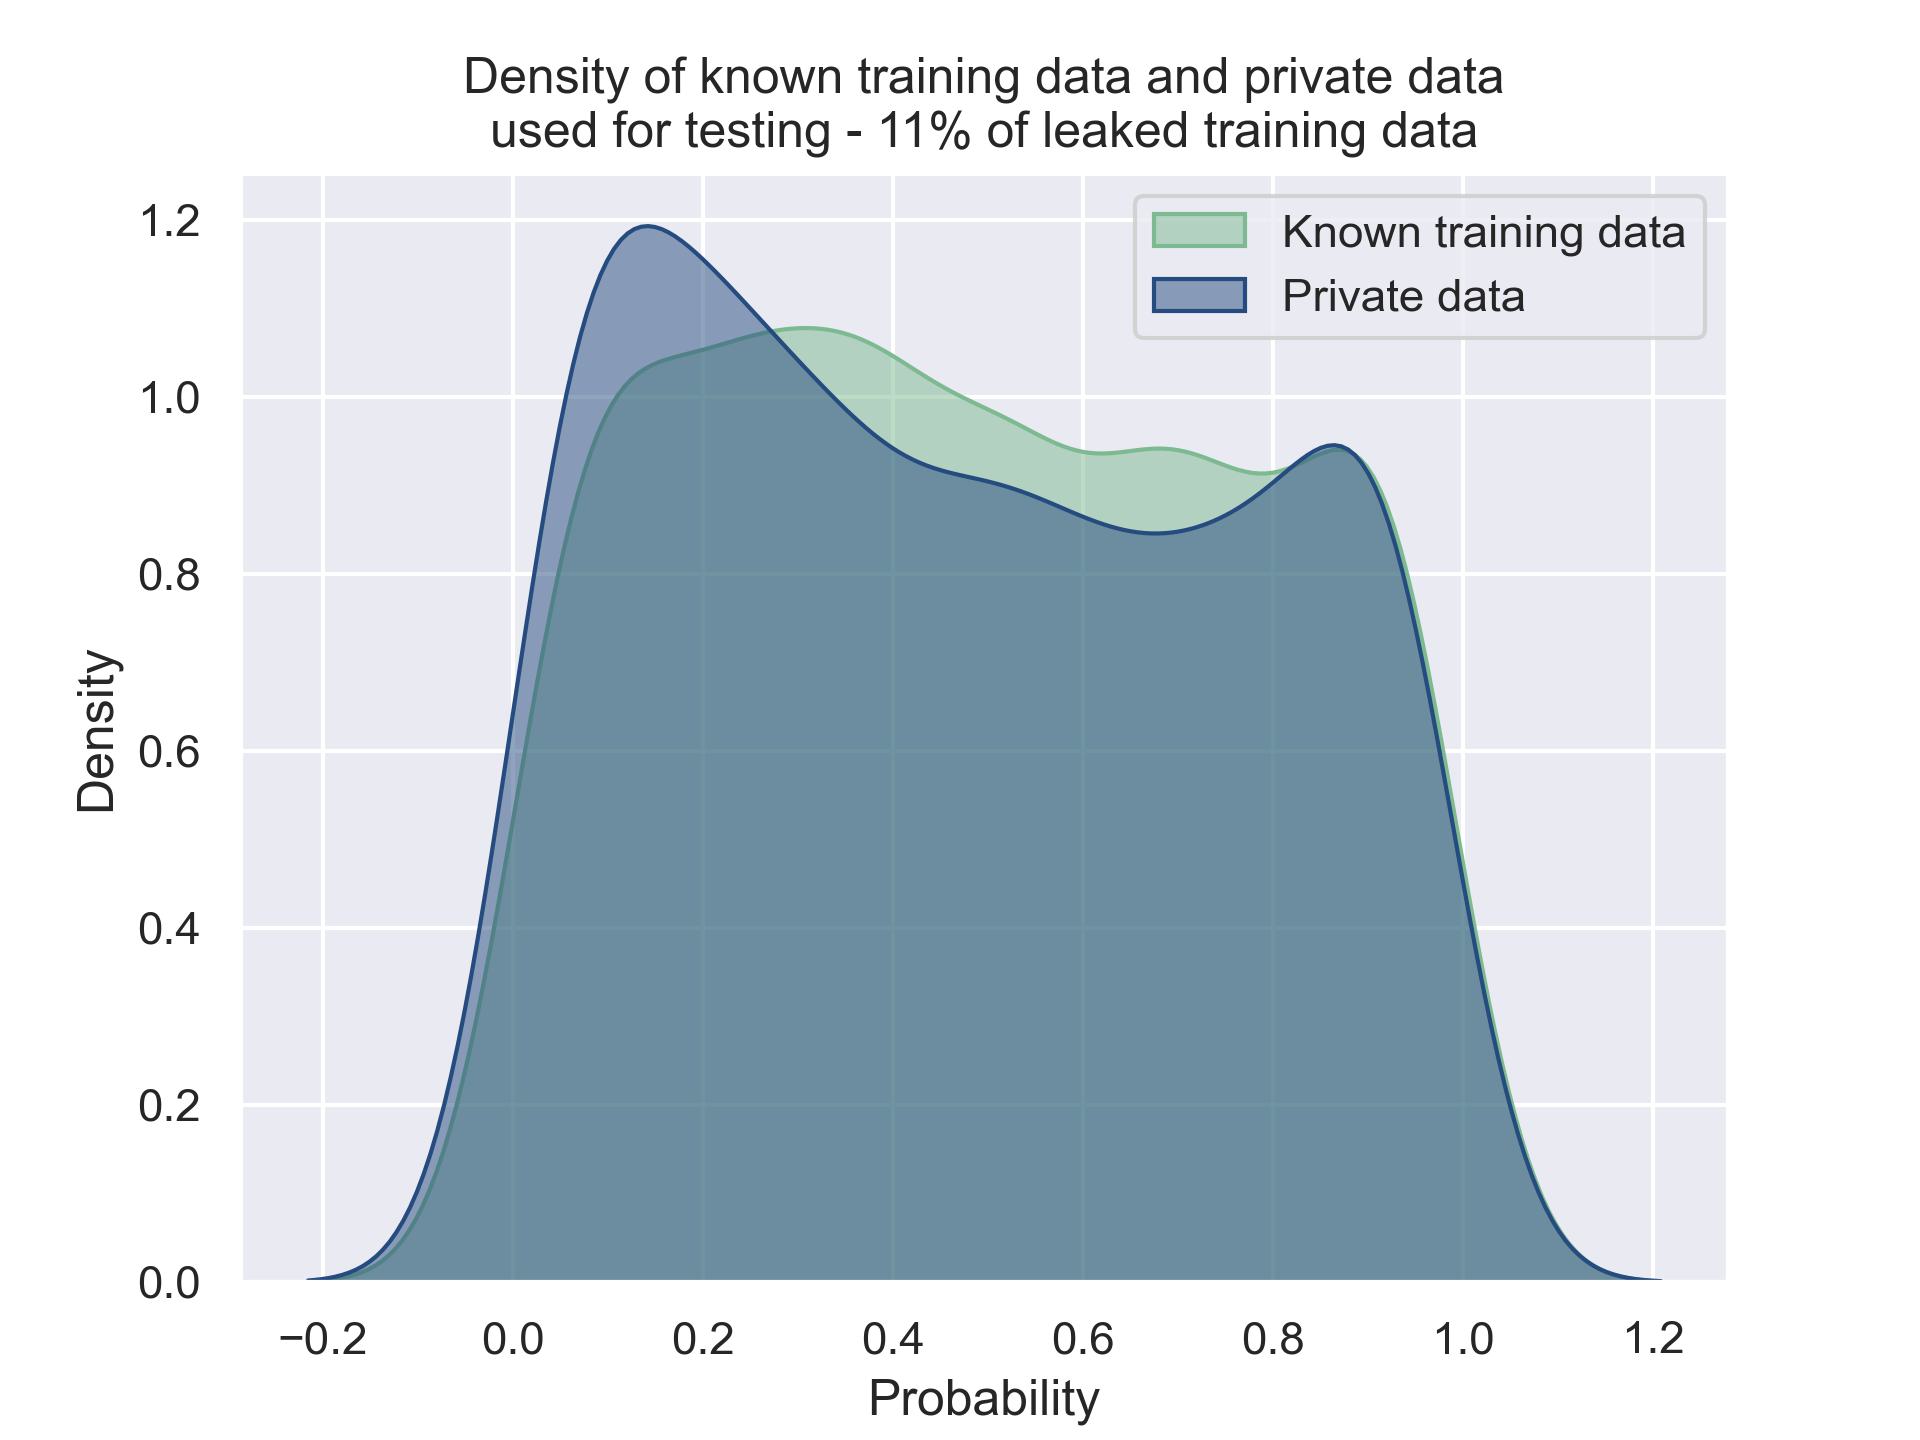 Density of known training data and private data
used for testing - 11% of leaked training data
Known training data
Private data
Density
1.2
1.0
0.8
0.6
0.4
0.2
0.0
−0.2 0.0 0.2 0.4 0.6 0.8 1.0 1.2
Probability